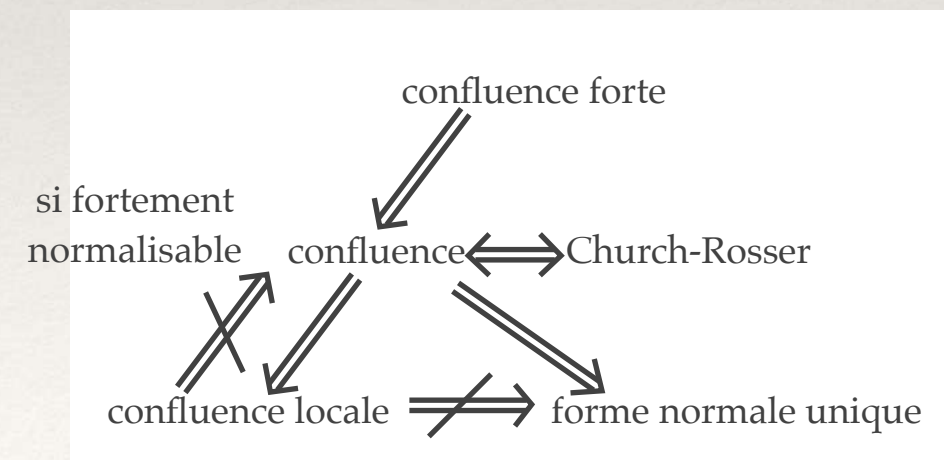 confluence forte
si fortement
normalisable
confluence
Church-Rosser
confluence locale
forme normale unique